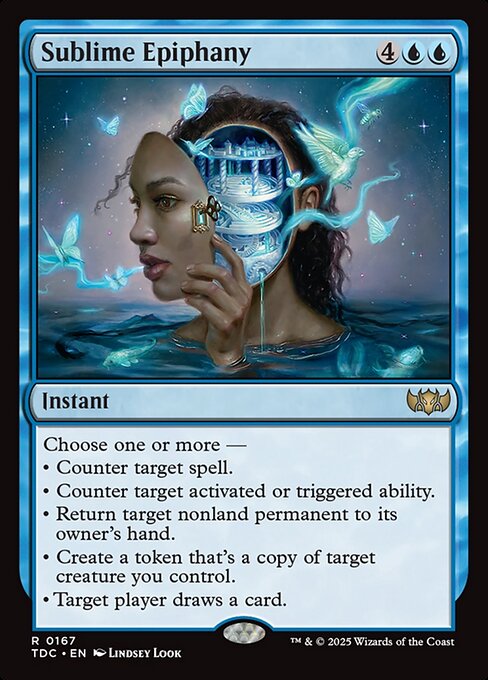 Sublime Epiphany 4
Instant
Choose one or more —
• Counter target spell.
• Counter target activated or triggered ability.
• Return target nonland permanent to its
owner's hand.
• Create a token that's a copy of target
creature you control.
• Target player draws a card.
R 0167
TDC • EN LINDSEY LOOK
™ & © 2025 Wizards of the Coast